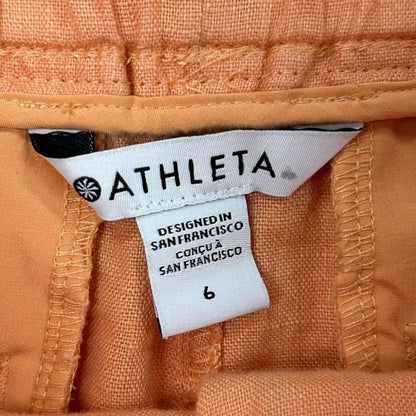 ATHLETA
DESIGNED IN
SAN FRANCISCO
CONÇU À
SAN FRANCISCO
6